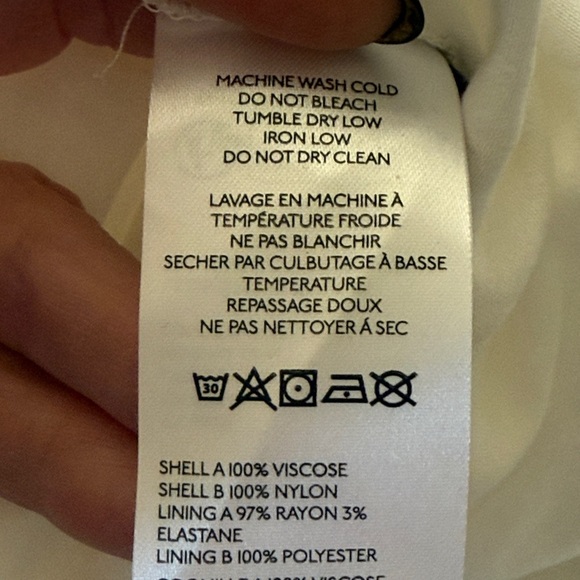 MACHINE WASH COLD
DO NOT BLEACH
TUMBLE DRY LOW
IRON LOW
DO NOT DRY CLEAN
LAVAGE EN MACHINE À
TEMPÉRATURE FROIDE
NE PAS BLANCHIR
SECHER PAR CULBUTAGE À BASSE
TEMPERATURE
REPASSAGE DOUX
NE PAS NETTOYER Á SEC
30
SHELL A 100% VISCOSE
SHELL B 100% NYLON
LINING A 97% RAYON 3%
ELASTANE
LINING B 100% POLYESTER